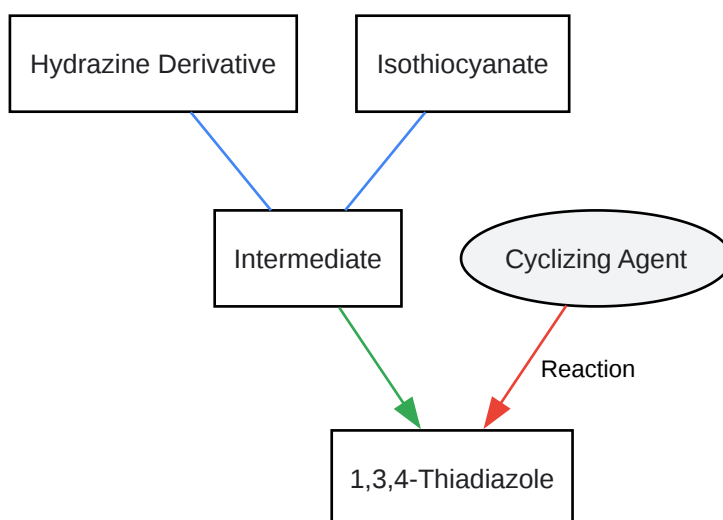 Hydrazine Derivative
Isothiocyanate
Intermediate
Cyclizing Agent
Reaction
1,3,4-Thiadiazole